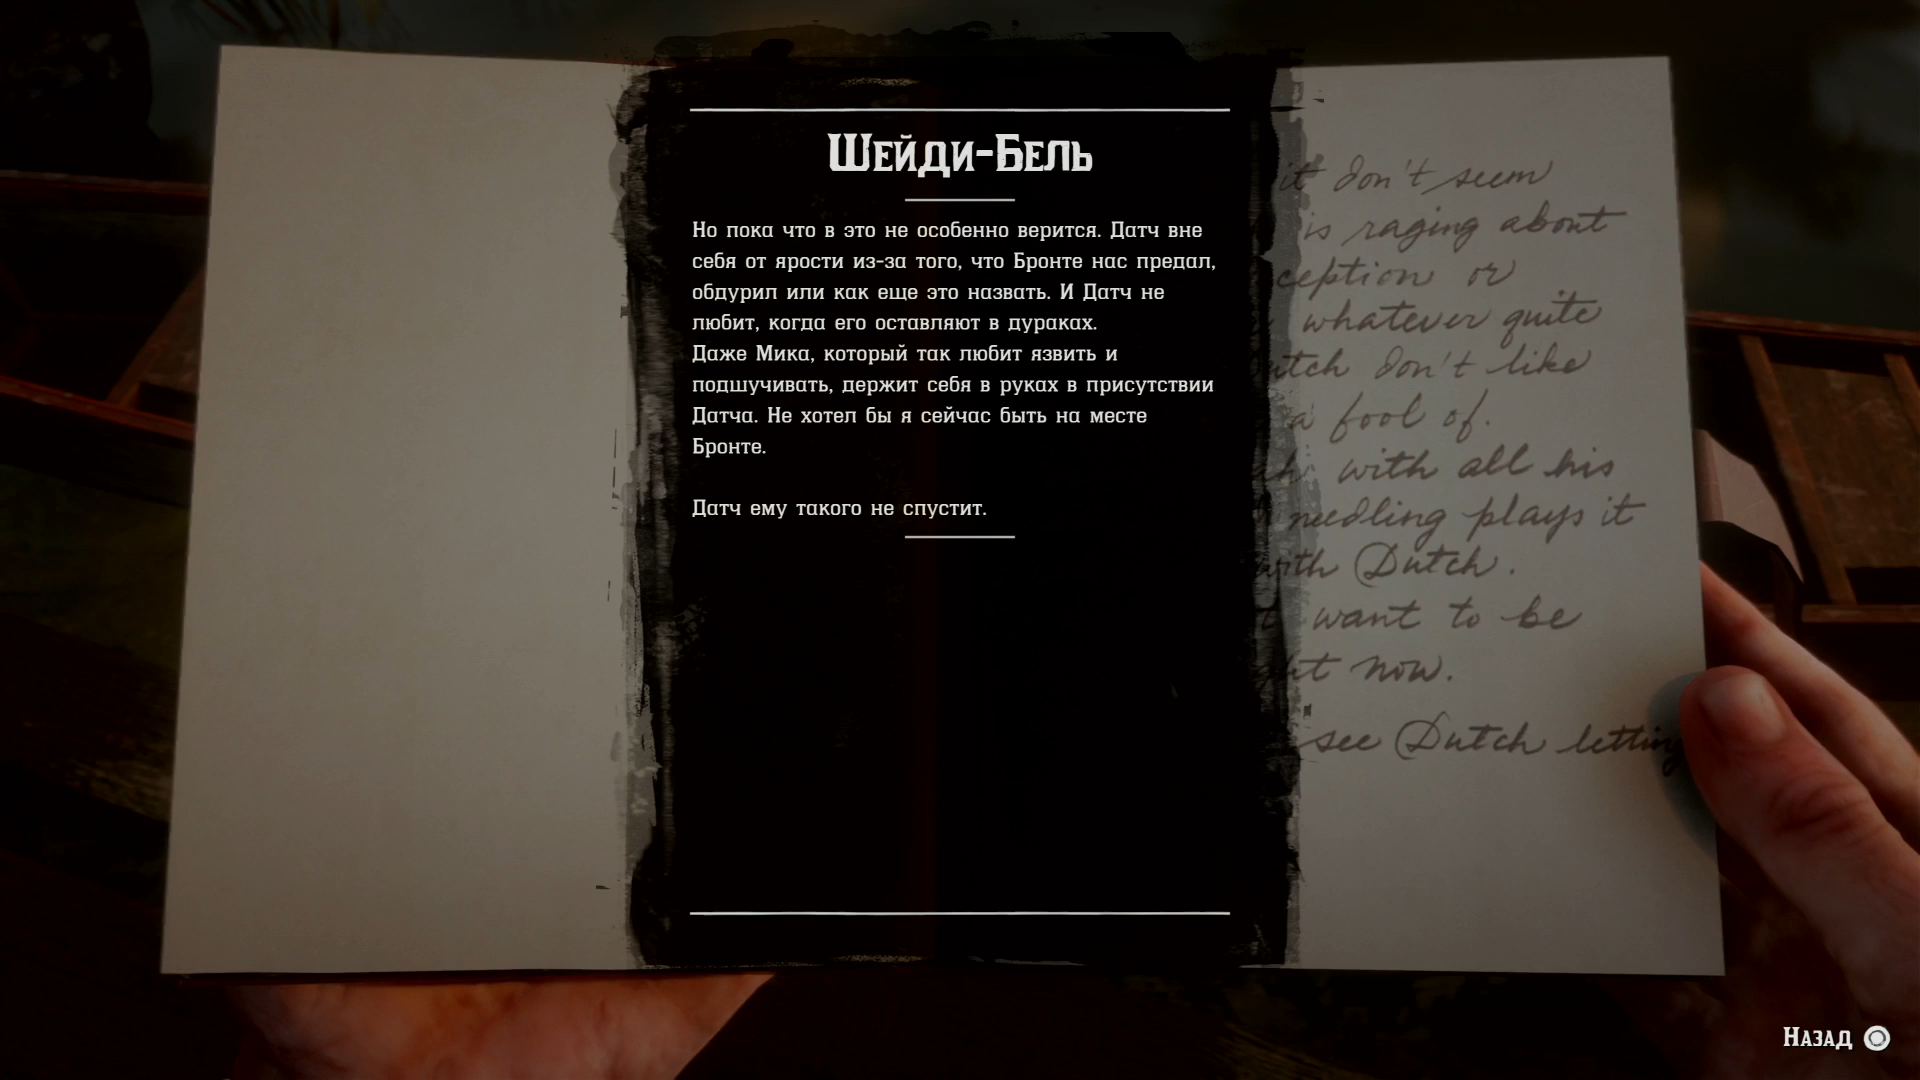 Шейди-Бель
Но пока что в это не особенно верится. Датч вне
себя от ярости из-за того, что Бронте нас предал,
обдурил или как еще это назвать. И Датч не
любит, когда его оставляют в дураках.
Даже Мика, который так любит язвить и
подшучивать, держит себя в руках в присутствии
Датча. Не хотел бы я сейчас быть на месте
Бронте.
Датч ему такого не спустит.
it don't seem
is raging about
or
whatever quite
don't like
a fool of.
with all his
needling plays it
with Dutch.
want to be
now.
see Dutch letting
Назад